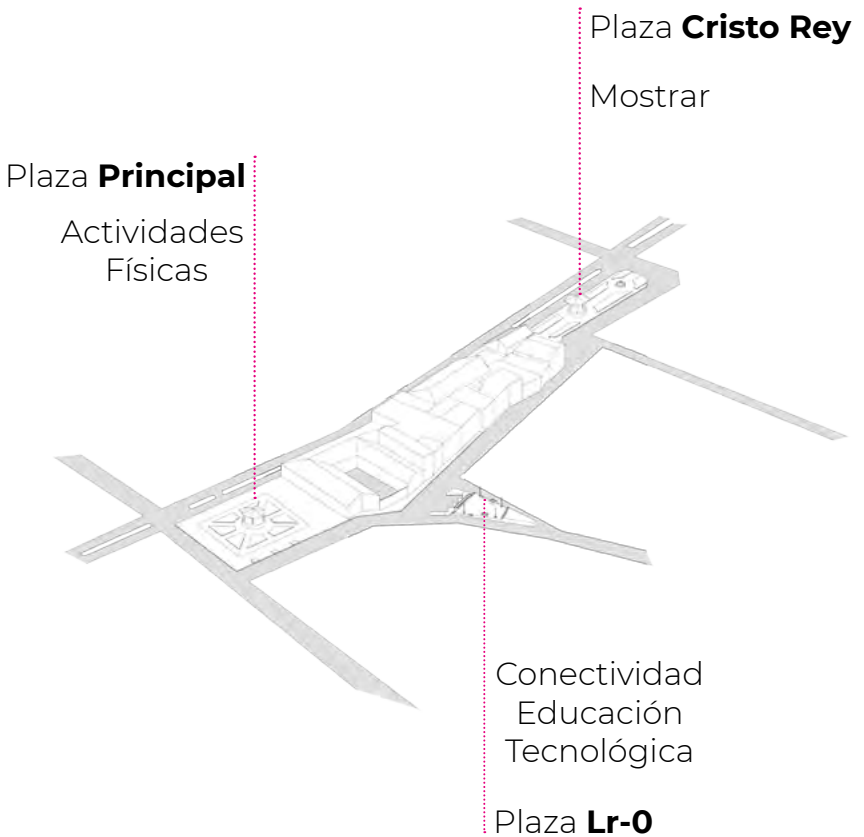 Plaza Cristo Rey
Mostrar
Plaza Principal
Actividades
Físicas
Conectividad
Educación
Tecnológica
Plaza Lr-0